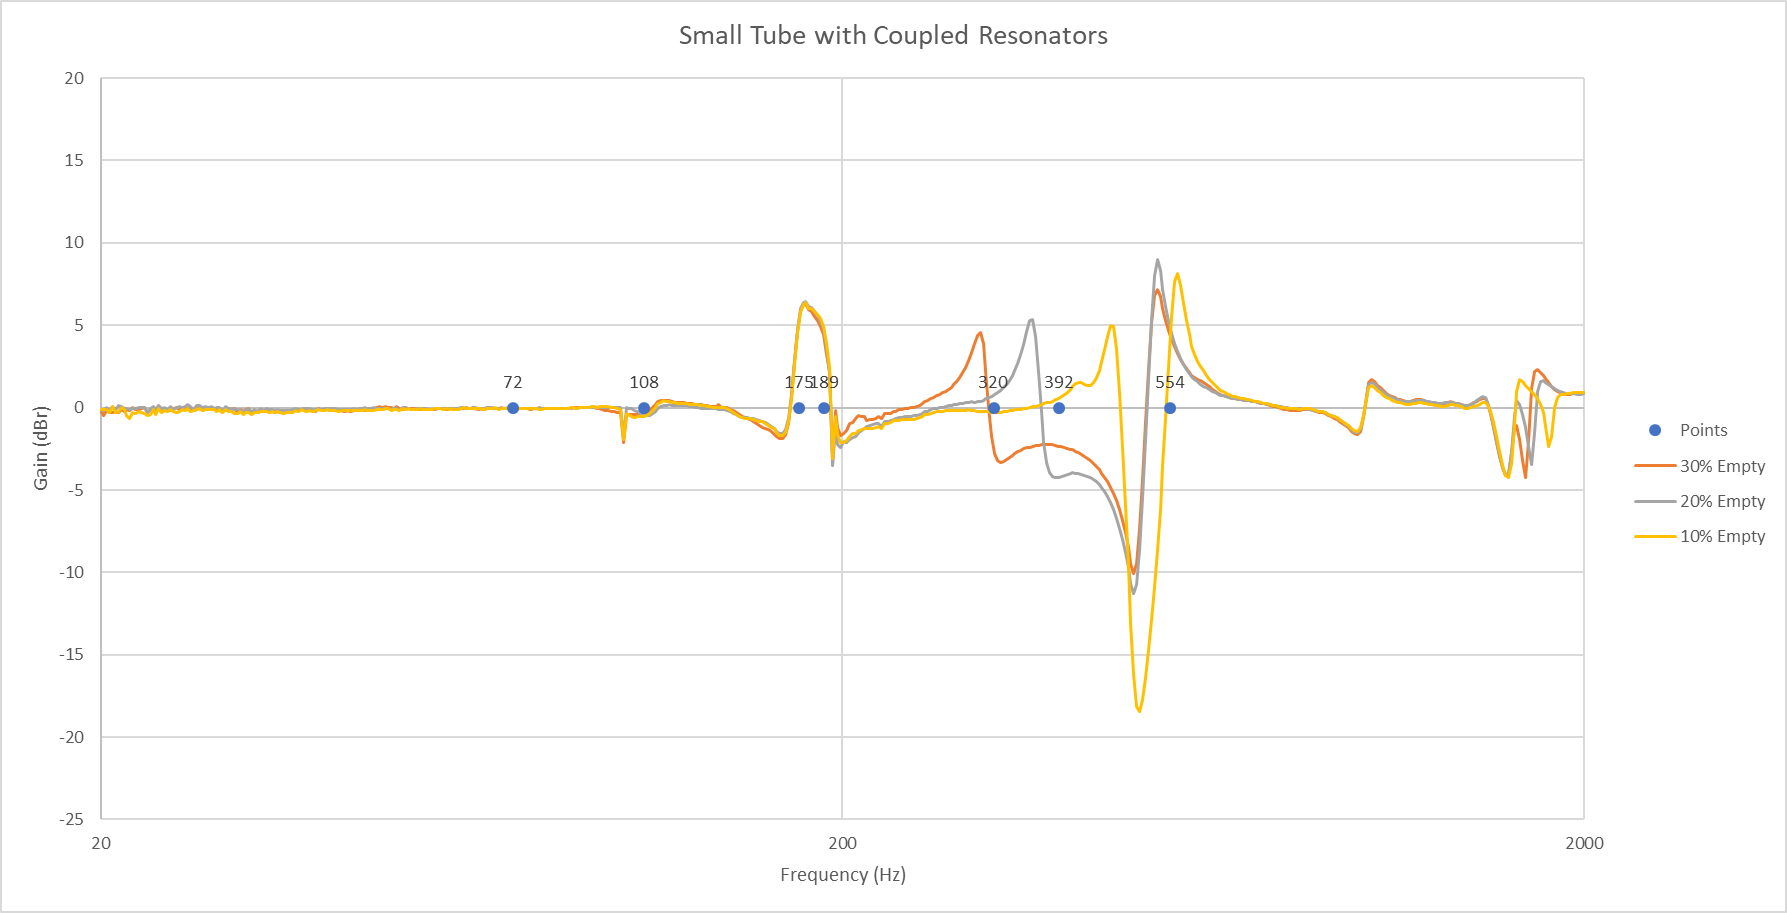 Small Tube with Coupled Resonators
20
15
10
5
0
-5
-10
-15
-20
-25
Gain (dBr)
72
108
175
189
320
392
554
20
200
2000
Frequency (Hz)
Points
30% Empty
20% Empty
10% Empty